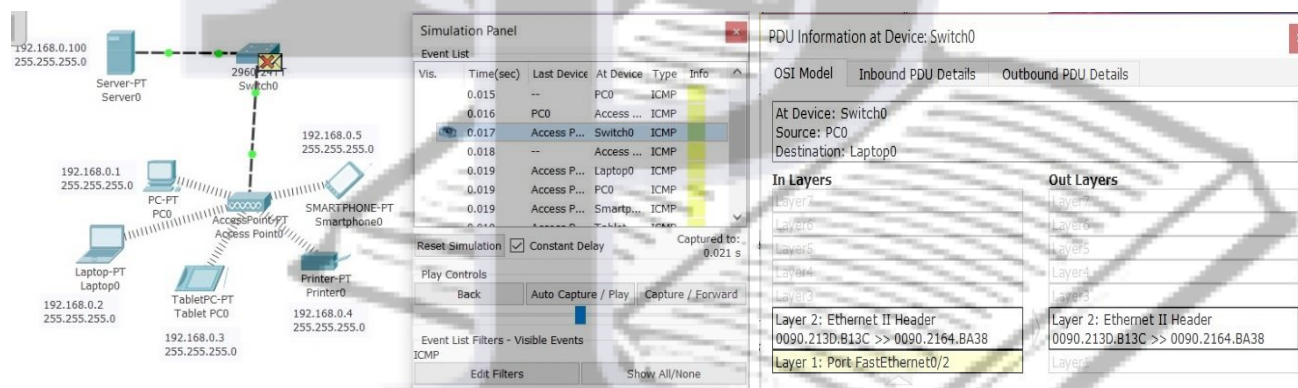 192.168.0.100
255.255.255.0
Server-PT
Server0
Switch0
192.168.0.5
255.255.255.0
192.168.0.1
255.255.255.0
PC-PT
PC0
SMARTPHONE-PT
Smartphone0
AccessPoint-PT
Access Point0
Laptop-PT
Laptop0
192.168.0.2
255.255.255.0
TabletPC-PT
Tablet PC0
192.168.0.3
255.255.255.0
Printer-PT
Printer0
192.168.0.4
255.255.255.0
Simulation Panel
Event List
Vis. Time(sec) Last Device At Device Type Info
0.015 -- PC0 ICMP
0.016 PC0 Access ... ICMP
0.017 Access P... Switch0 ICMP
0.018 -- Access ... ICMP
0.019 Access P... Laptop0 ICMP
0.019 Access P... PC0 ICMP
0.019 Access P... Smartp... ICMP
Reset Simulation Constant Delay Captured to:
0.021 s
Play Controls
Back Auto Capture / Play Capture / Forward
Event List Filters - Visible Events
ICMP
Edit Filters Show All/None
PDU Information at Device: Switch0
OSI Model Inbound PDU Details Outbound PDU Details
At Device: Switch0
Source: PC0
Destination: Laptop0
In Layers Out Layers
Layer7 Layer7
Layer6 Layer6
Layer5 Layer5
Layer4 Layer4
Layer3 Layer3
Layer 2: Ethernet II Header
0090.213D.B13C >> 0090.2164.BA38
Layer 2: Ethernet II Header
0090.213D.B13C >> 0090.2164.BA38
Layer 1: Port FastEthernet0/2